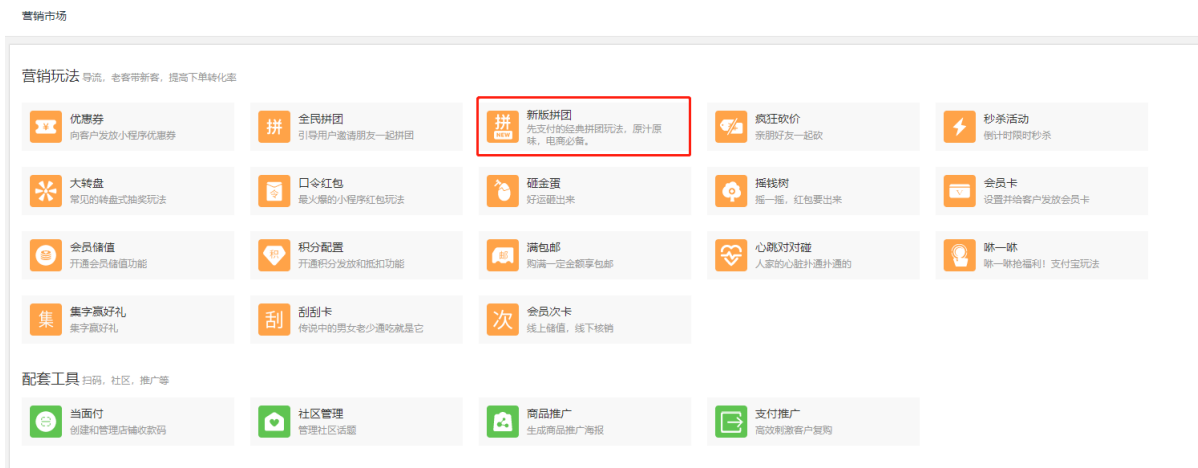 营销市场
营销玩法 导流，老客带新客，提高下单转化率
优惠券
向客户发放小程序优惠券
拼
全民拼团
引导用户邀请朋友一起拼团
拼
NEW
新版拼团
先支付的经典拼团玩法，原汁原
味，电商必备。
疯狂砍价
亲朋好友一起砍
秒杀活动
倒计时限时秒杀
大转盘
常见的转盘式抽奖玩法
令
口令红包
最火爆的小程序红包玩法
砸金蛋
好运砸出来
摇钱树
摇一摇，红包要出来
会员卡
设置并给客户发放会员卡
会员储值
开通会员储值功能
积
积分配置
开通积分发放和抵扣功能
邮
满包邮
购满一定金额享包邮
心跳对对碰
人家的心脏扑通扑通的
咻一咻
咻一咻抢福利！支付宝玩法
集
集字赢好礼
集字赢好礼
刮
刮刮卡
传说中的男女老少通吃就是它
次
会员次卡
线上储值，线下核销
配套工具 扫码，社区，推广等
当面付
创建和管理店铺收款码
社区管理
管理社区话题
商品推广
生成商品推广海报
支付推广
高效刺激客户复购